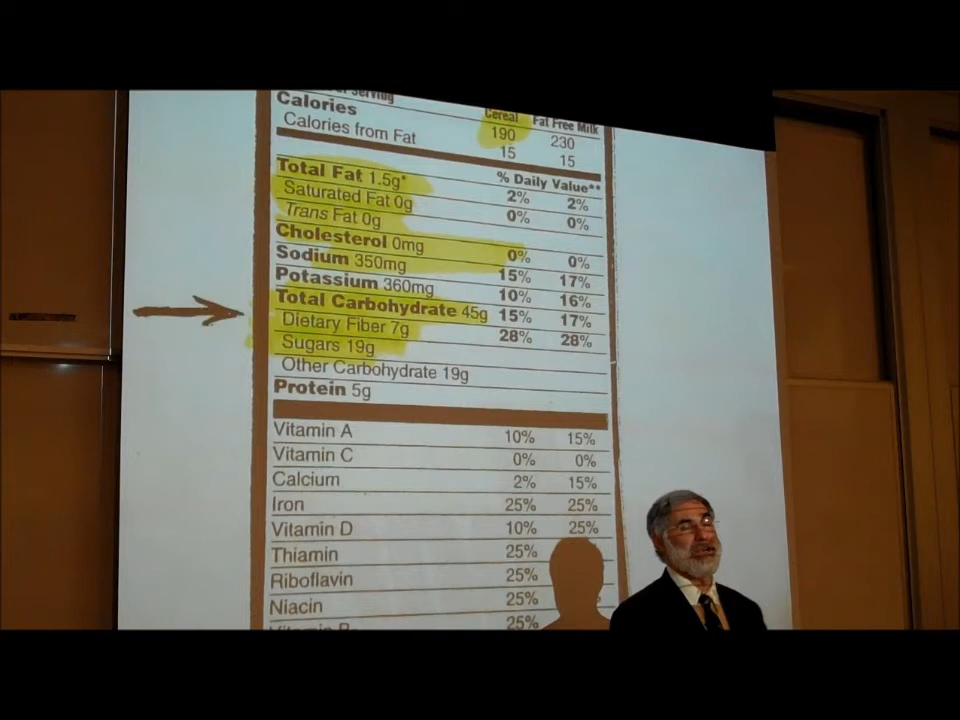 of Serving
Cereal Fat Free Milk
Calories 190 230
Calories from Fat 15 15
% Daily Value**
Total Fat 1.5g* 2% 2%
Saturated Fat 0g 0% 0%
Trans Fat 0g
Cholesterol 0mg 0% 0%
Sodium 350mg 15% 17%
Potassium 360mg 10% 16%
Total Carbohydrate 45g 15% 17%
Dietary Fiber 7g 28% 28%
Sugars 19g
Other Carbohydrate 19g
Protein 5g
Vitamin A 10% 15%
Vitamin C 0% 0%
Calcium 2% 15%
Iron 25% 25%
Vitamin D 10% 25%
Thiamin 25%
Riboflavin 25%
Niacin 25%
25%